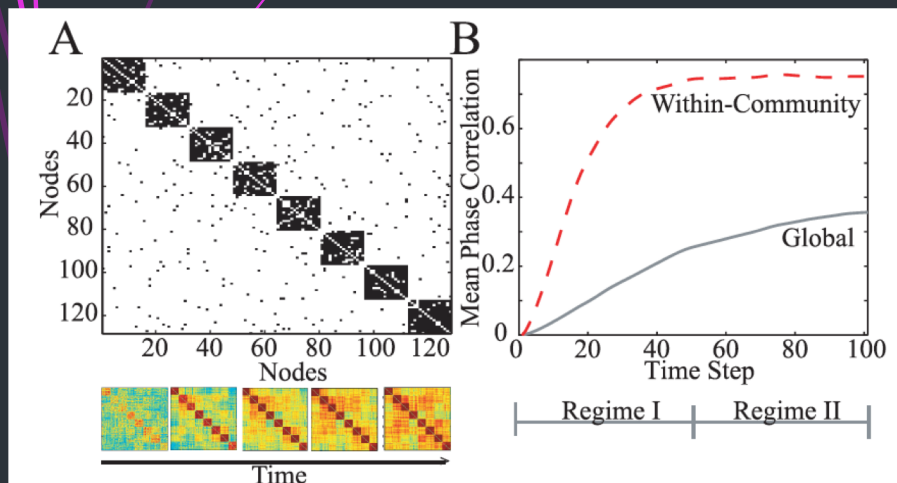 A
Nodes
20
40
60
80
100
120
20 40 60 80 100 120
Nodes
Time
B
Mean Phase Correlation
0.6
0.4
0.2
0
Within-Community
Global
0 20 40 60 80 100
Time Step
Regime I
Regime II